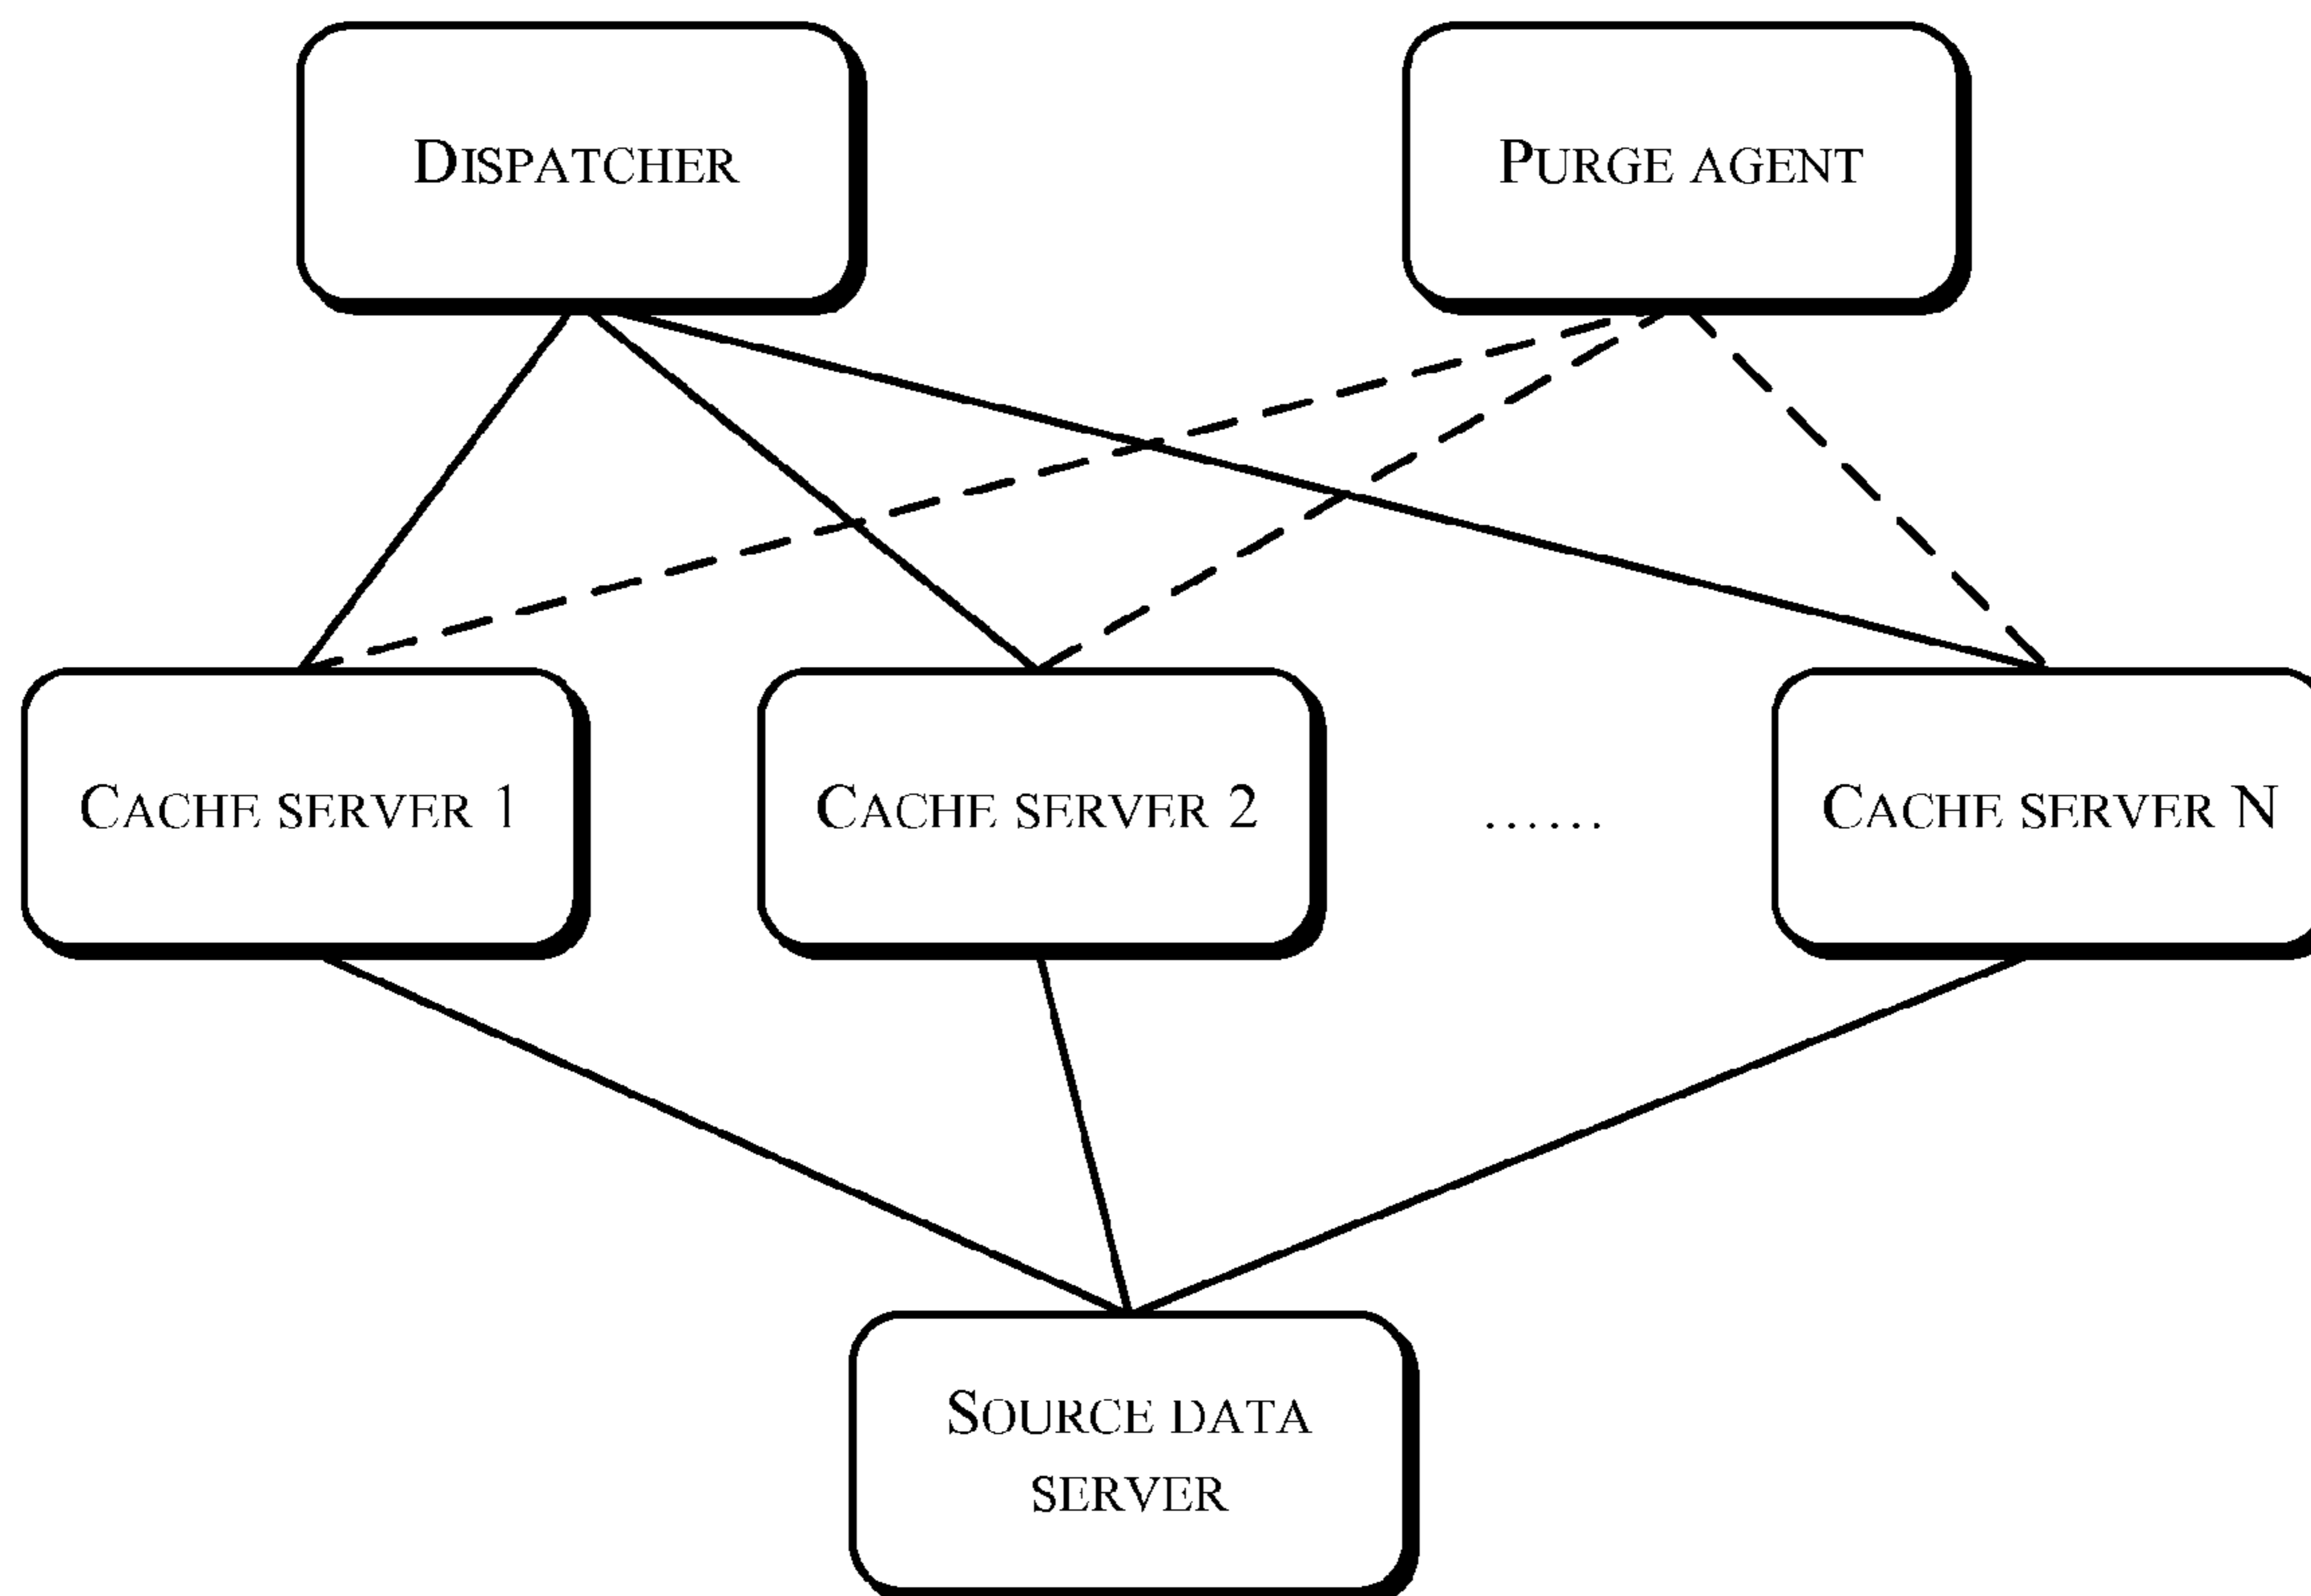 DISPATCHER
PURGE AGENT
CACHE SERVER 1
CACHE SERVER 2
......
CACHE SERVER N
SOURCE DATA
SERVER